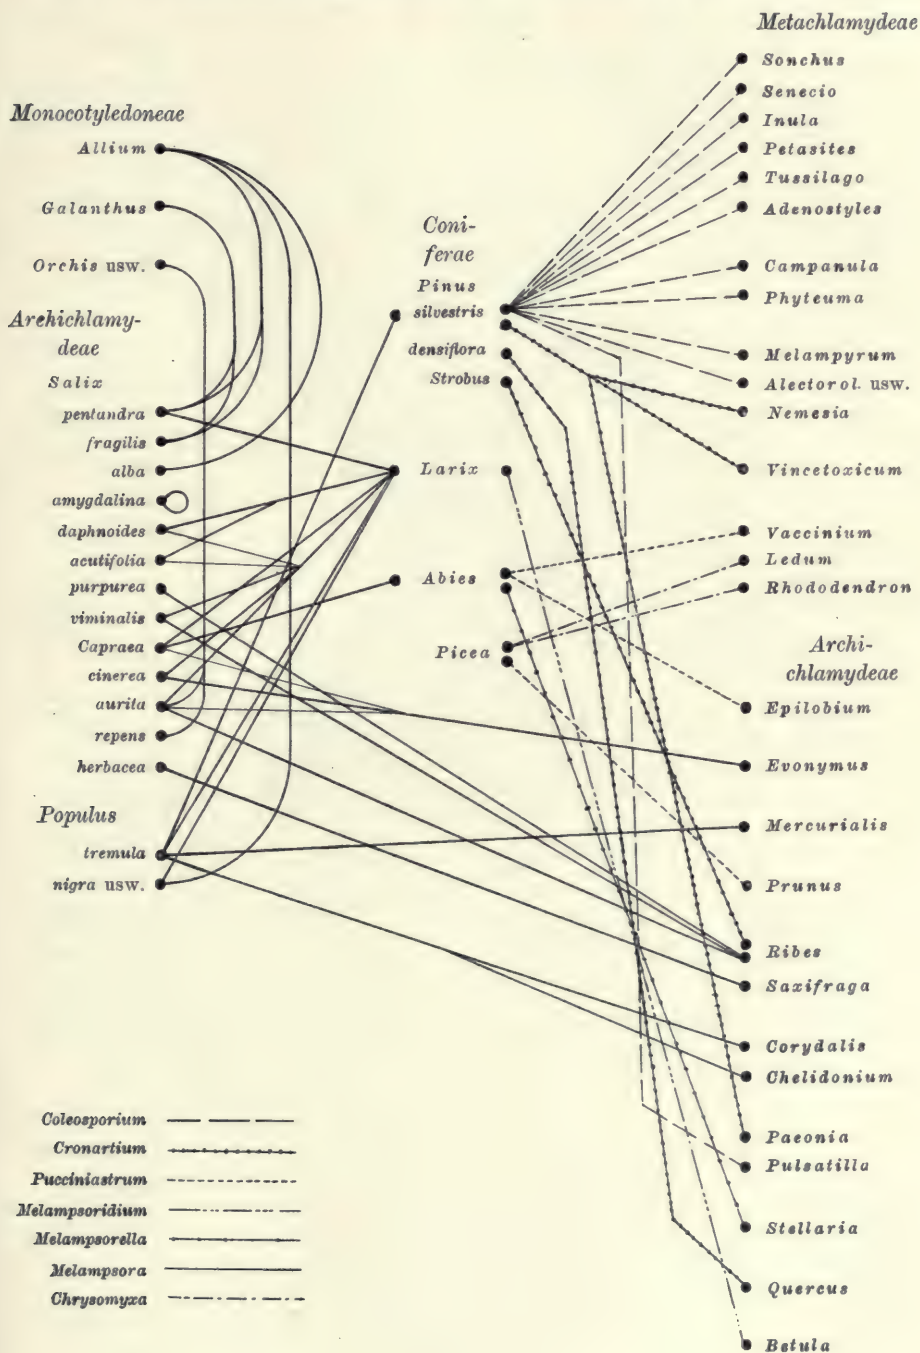 Monocotyledoneae
Allium
Galanthus
Orchis usw.
Archichlamy-
deae
Salix
pentandra
fragilis
alba
amygdalina
daphnoides
acutifolia
purpurea
viminalis
Capraea
cinerea
aurita
repens
herbacea
Populus
tremula
nigra usw.
Coni-
ferae
Pinus
silvestris
densiflora
Strobus
Larix
Abies
Picea
Metachlamydeae
Sonchus
Senecio
Inula
Petasites
Tussilago
Adenostyles
Campanula
Phyteuma
Melampyrum
Alectorol. usw.
Nemesia
Vincetoxicum
Vaccinium
Ledum
Rhododendron
Archi-
chlamydeae
Epilobium
Evonymus
Mercurialis
Prunus
Ribes
Saxifraga
Corydalis
Chelidonium
Paeonia
Pulsatilla
Stellaria
Quercus
Betula
Coleosporium
Cronartium
Pucciniastrum
Melampsoridium
Melampsorella
Melampsora
Chrysomyxa